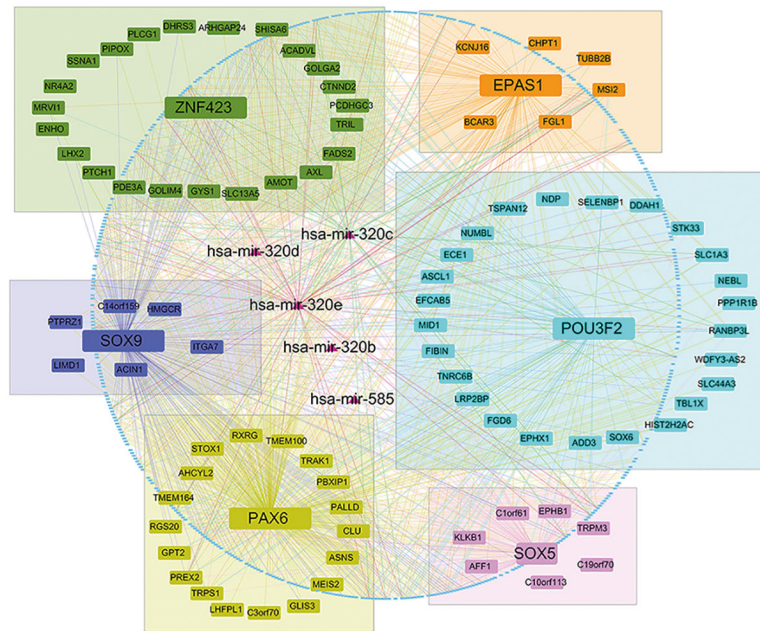 DHRS3
ARHGAP24
SHISA6
PLCG1
PIPOX
ACADVL
SSNA1
GOLGA2
NR4A2
CTNND2
MRVI1
ZNF423
PCDHGC3
ENHO
TRIL
LHX2
FADS2
PTCH1
AXL
PDE3A
GOLIM4
GYS1
SLC13A5
AMOT
KCNJ16
CHPT1
TUBB2B
EPAS1
MSI2
BCAR3
FGL1
hsa-mir-320c
hsa-mir-320d
hsa-mir-320e
hsa-mir-320b
hsa-mir-585
NDP
SELENBP1
DDAH1
TSPAN12
STK33
NUMBL
SLC1A3
ECE1
NEBL
ASCL1
PPP1R1B
EFCAB5
RANBP3L
MID1
POU3F2
FIBIN
WDFY3-AS2
TNRC6B
SLC44A3
LRP2BP
TBL1X
FGD6
HIST2H2AC
EPHX1
ADD3
SOX6
C14orf159
HMGCR
PTPRZ1
SOX9
ITGA7
LIMD1
ACIN1
RXRG
TMEM100
STOX1
TRAK1
AHCYL2
PBXIP1
TMEM164
PALLD
RGS20
PAX6
CLU
GPT2
ASNS
PREX2
MEIS2
TRPS1
GLIS3
LHFPL1
C3orf70
C1orf61
EPHB1
TRPM3
KLKB1
SOX5
AFF1
C19orf70
C10orf113